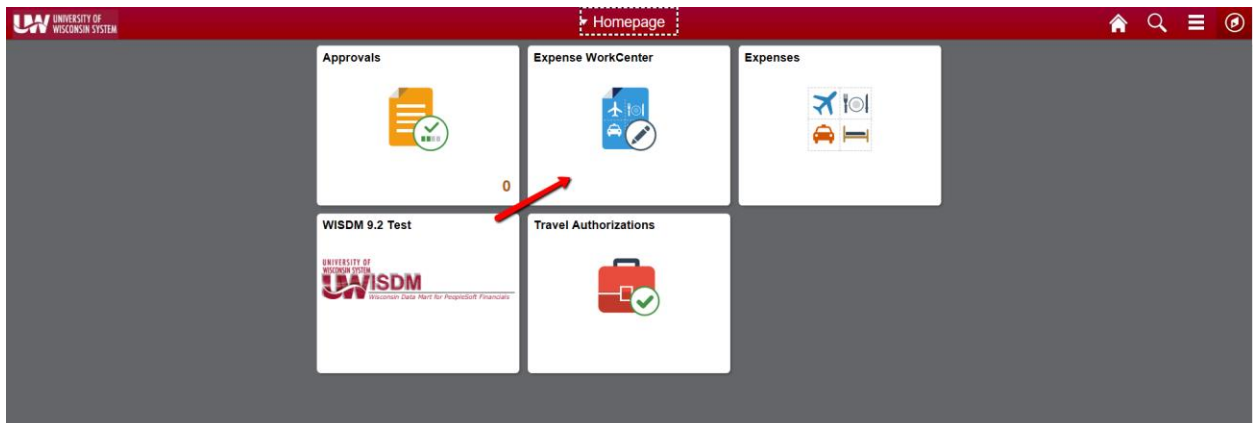 UW UNIVERSITY OF
WISCONSIN SYSTEM
Homepage
Approvals
0
Expense WorkCenter
Expenses
WISDM 9.2 Test
UNIVERSITY OF
WISCONSIN SYSTEM
UWISDM
Wisconsin Data Mart for PeopleSoft Financials
Travel Authorizations